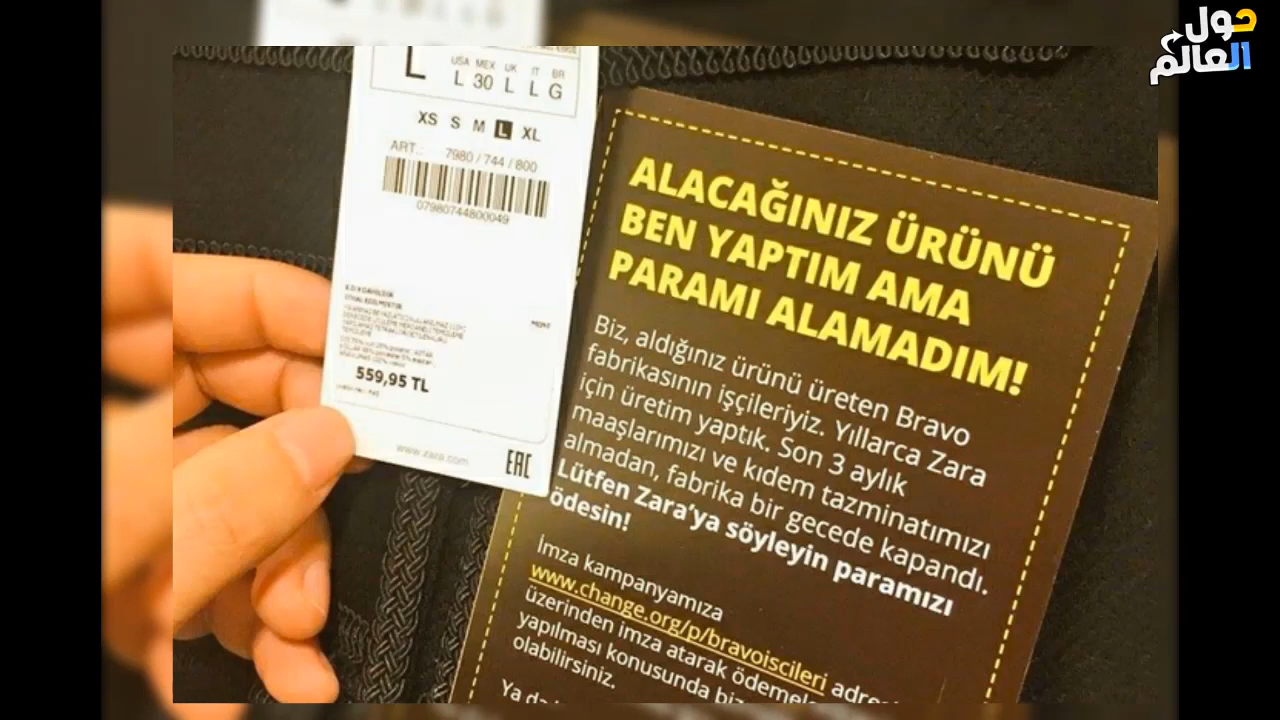 حول
العالم
L
USA MEX UK IT BR
L 30 L L G
XS S M L XL
ART.: 7980 / 744 / 800
07980744800049
559,95 TL
www.zara.com
EAC
ALACAĞINIZ ÜRÜNÜ
BEN YAPTIM AMA
PARAMI ALAMADIM!
Biz, aldığınız ürünü üreten Bravo
fabrikasının işçileriyiz. Yıllarca Zara
için üretim yaptık. Son 3 aylık
maaşlarımızı ve kıdem tazminatımızı
almadan, fabrika bir gecede kapandı.
Lütfen Zara'ya söyleyin paramızı
ödesin!
İmza kampanyamıza
www.change.org/p/bravoiscileri
üzerinden imza atarak
yapılması konusunda
olabilirsiniz.
Ya